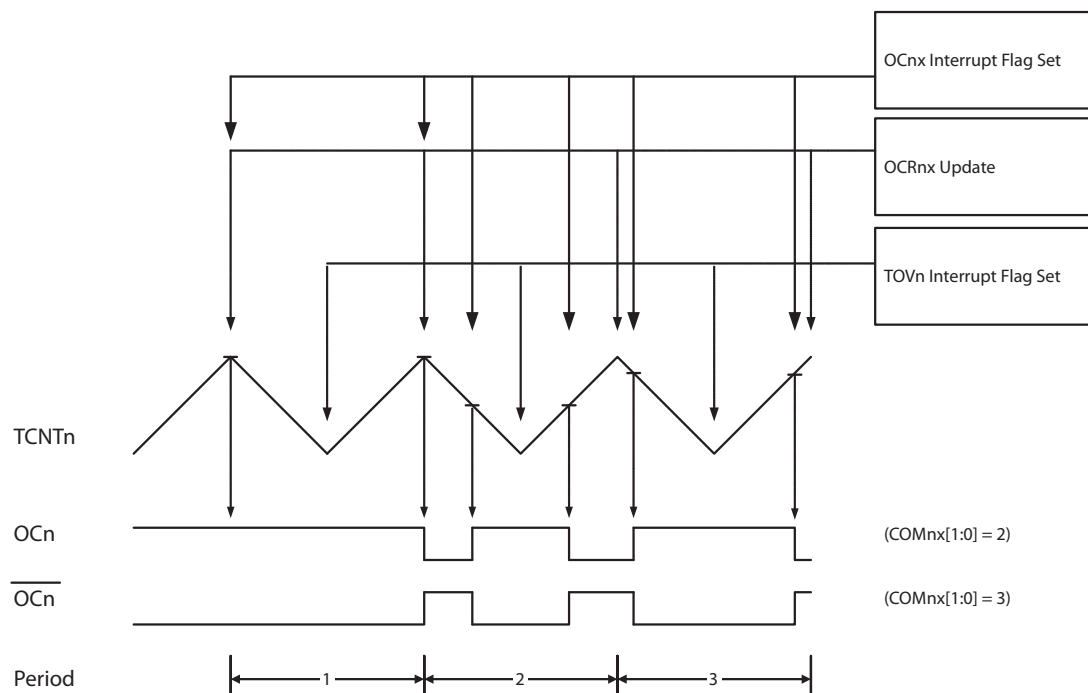 OCnx Interrupt Flag Set
OCRnx Update
TOVn Interrupt Flag Set
TCNTn
OCn (COMnx[1:0] = 2)
OCn (COMnx[1:0] = 3)
Period 1 2 3